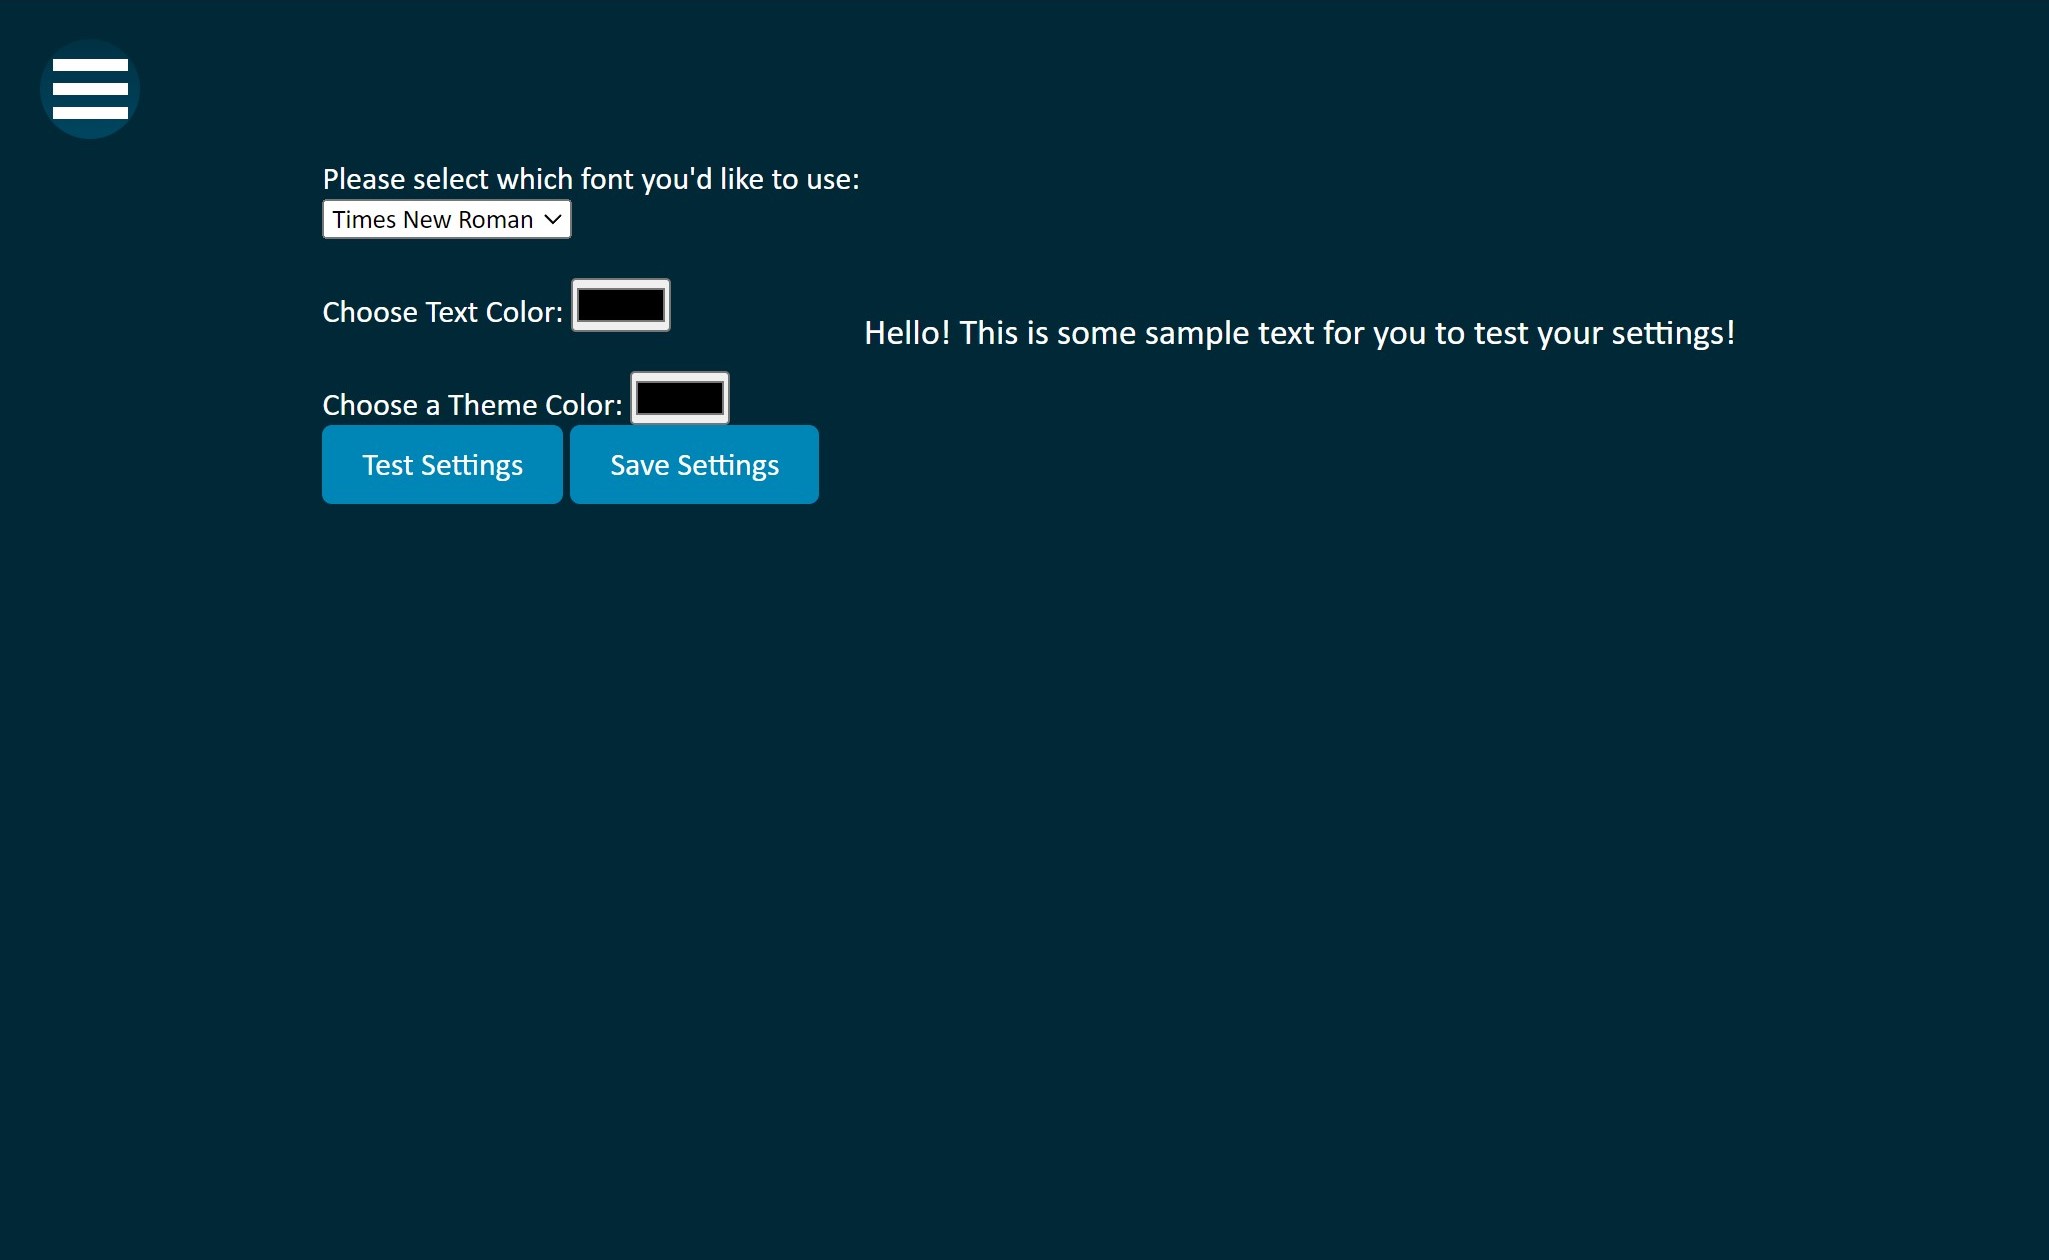 Please select which font you'd like to use:
Times New Roman
Choose Text Color:
Hello! This is some sample text for you to test your settings!
Choose a Theme Color:
Test Settings
Save Settings